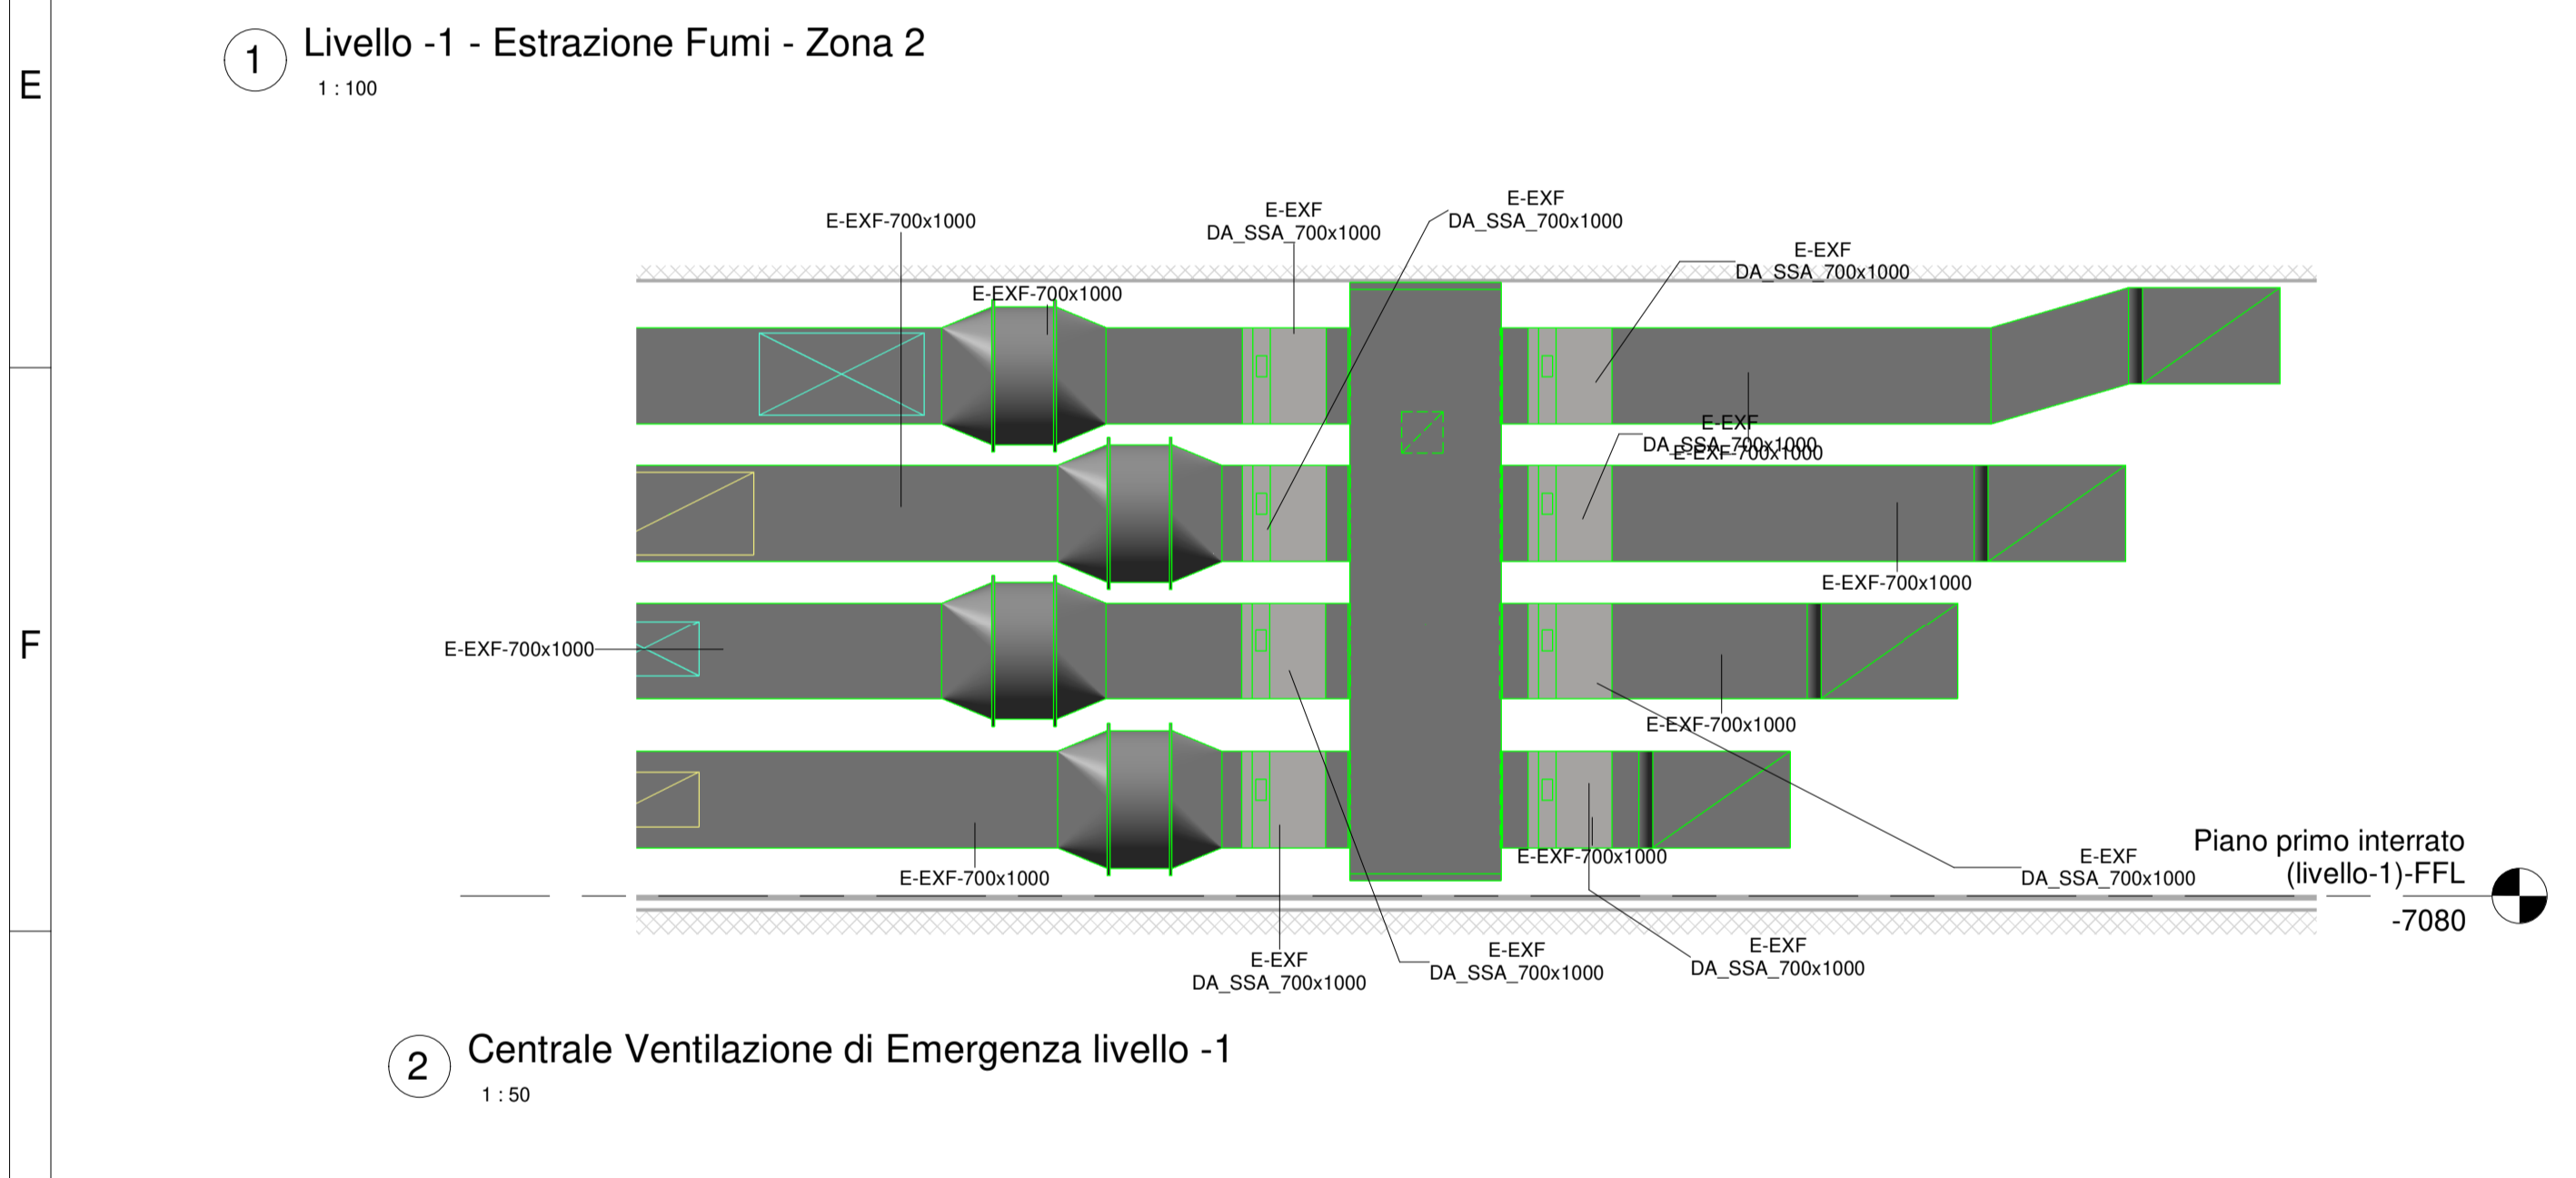 E
1
Livello -1 - Estrazione Fumi - Zona 2
1 : 100
E-EXF
DA_SSA_700x1000
E-EXF
DA_SSA_700x1000
E-EXF-700x1000
E-EXF
DA_SSA_700x1000
E-EXF-700x1000
E-EXF
DA_SSA_700x1000
E-EXF-700x1000
E-EXF-700x1000
F
E-EXF-700x1000
E-EXF-700x1000
Piano primo interrato
(livello-1)-FFL
-7080
E-EXF-700x1000
E-EXF
DA_SSA_700x1000
E-EXF-700x1000
E-EXF
DA_SSA_700x1000
E-EXF
DA_SSA_700x1000
E-EXF
DA_SSA_700x1000
2
Centrale Ventilazione di Emergenza livello -1
1 : 50